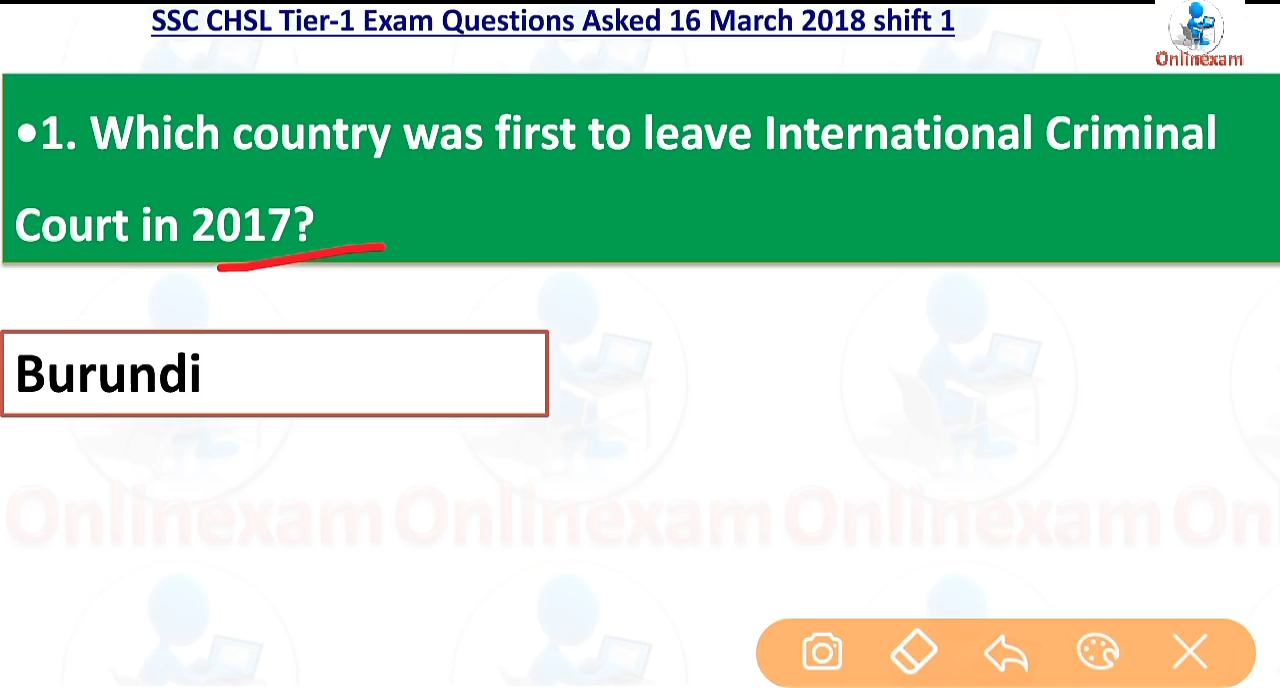 SSC CHSL Tier-1 Exam Questions Asked 16 March 2018 shift 1
Onlinexam
•1. Which country was first to leave International Criminal
Court in 2017?
Burundi
Onlinexam Onlinexam Onlinexam On